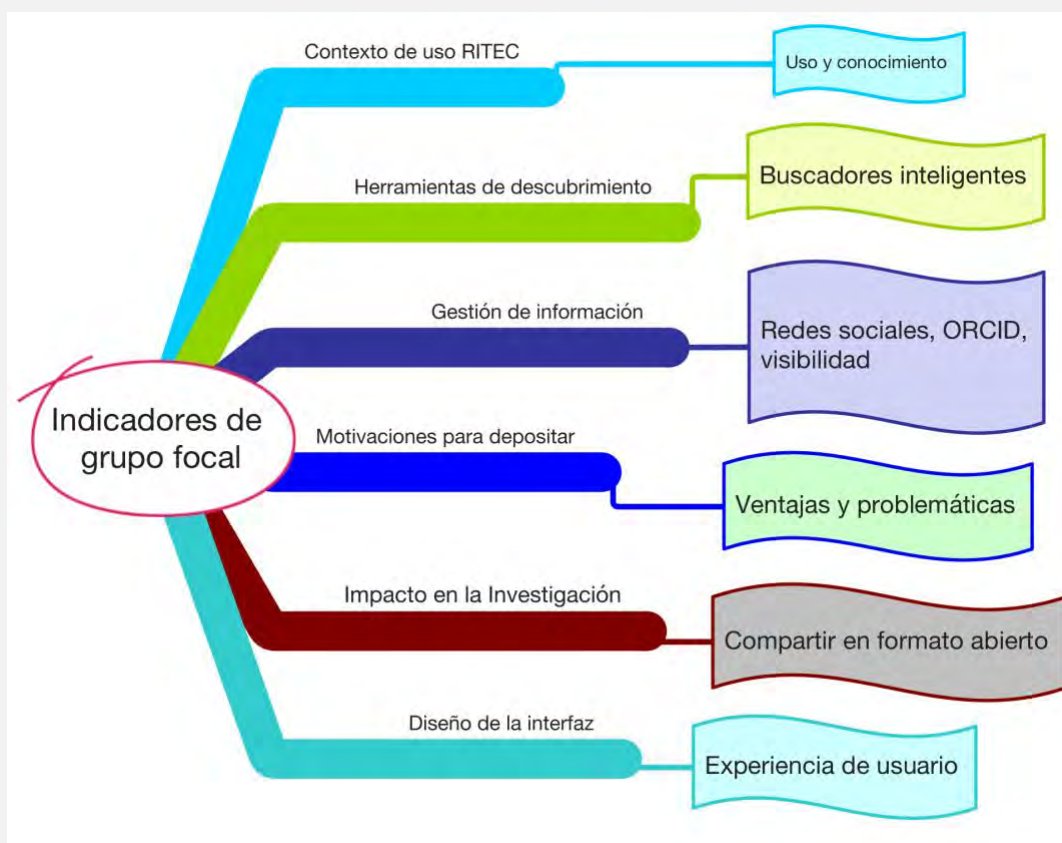 Contexto de uso RITEC
Uso y conocimiento
Herramientas de descubrimiento
Buscadores inteligentes
Gestión de información
Redes sociales, ORCID,
visibilidad
Indicadores de
grupo focal
Motivaciones para depositar
Ventajas y problemáticas
Impacto en la Investigación
Compartir en formato abierto
Diseño de la interfaz
Experiencia de usuario